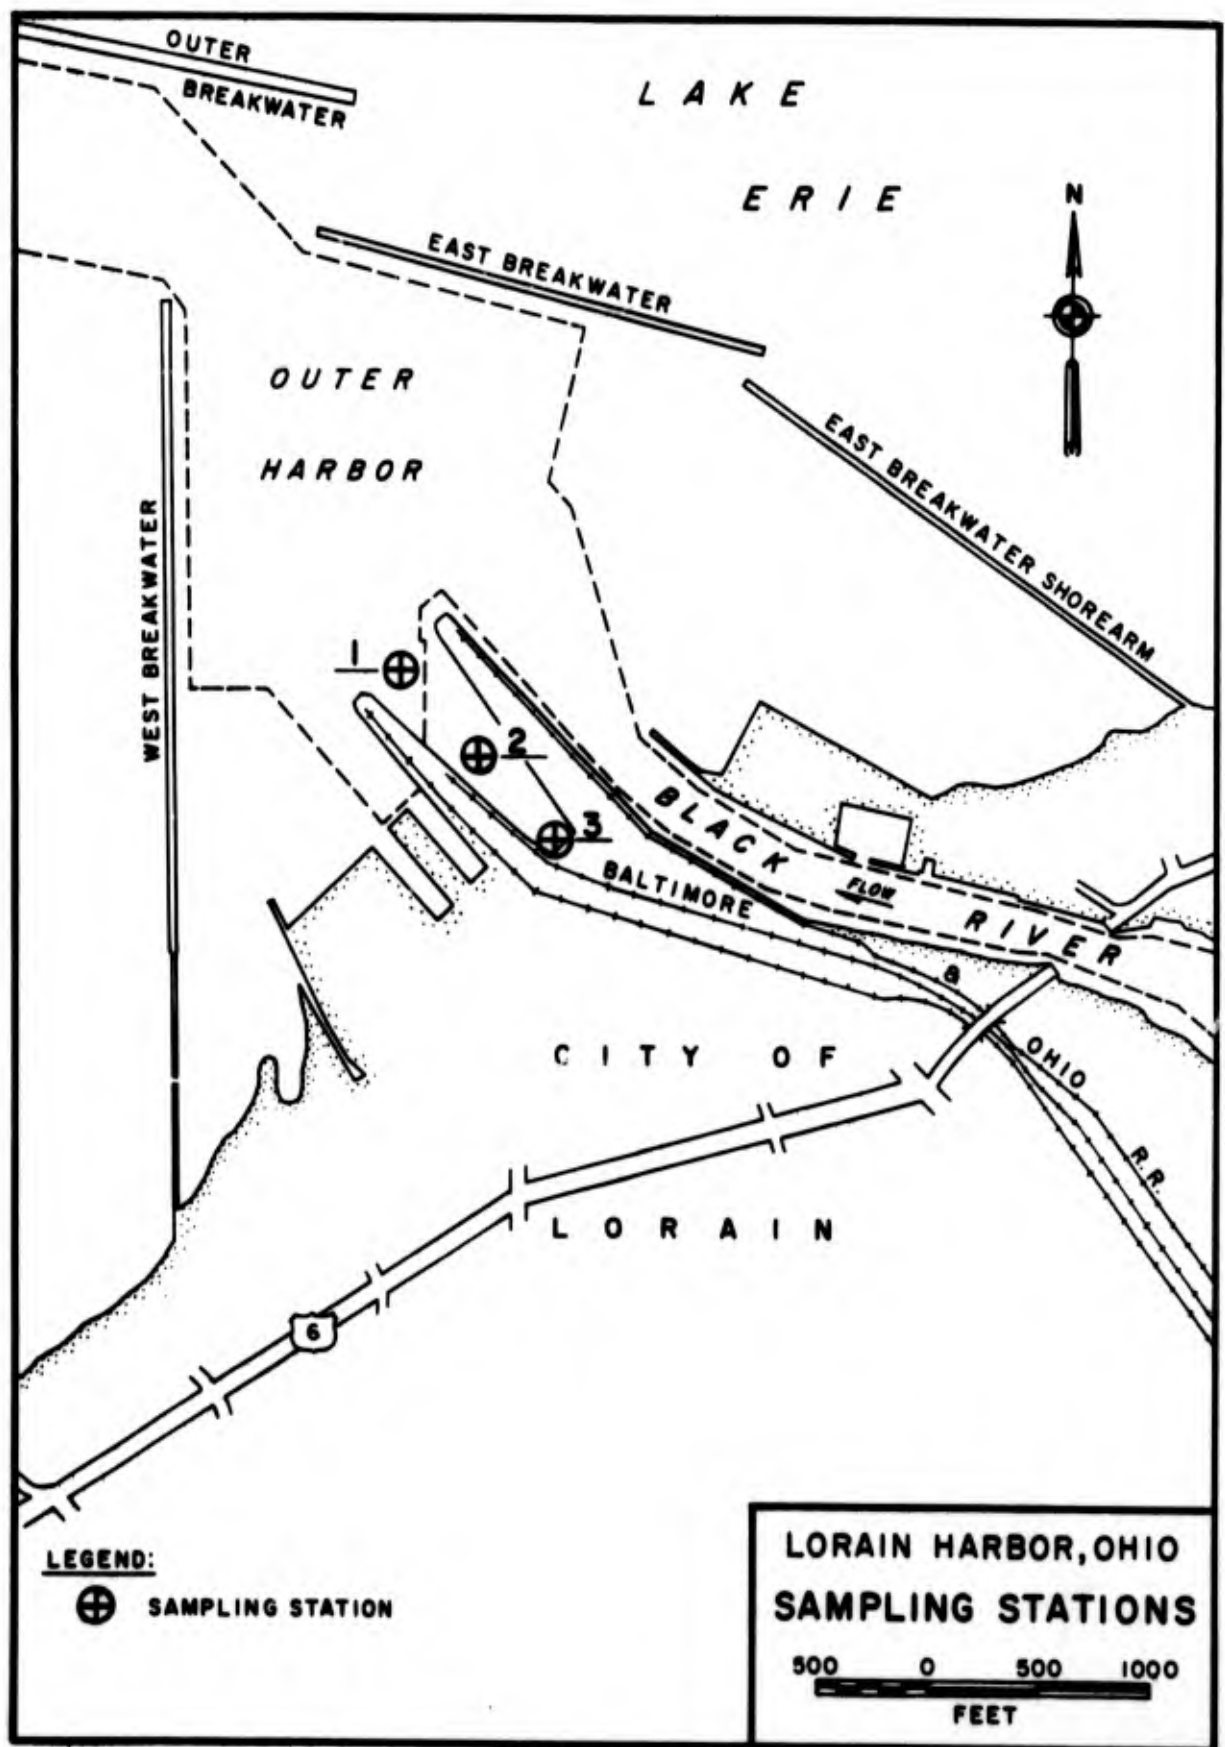 OUTER
BREAKWATER
LAKE
ERIE
N
EAST BREAKWATER
OUTER
HARBOR
EAST BREAKWATER SHOREARM
WEST BREAKWATER
1
2
3
BLACK
RIVER
FLOW
BALTIMORE
&
OHIO
R.R.
CITY OF
LORAIN
6
LEGEND:
SAMPLING STATION
LORAIN HARBOR, OHIO
SAMPLING STATIONS
500 0 500 1000
FEET